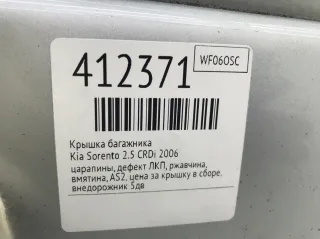 412371
WF06OSC
Крышка багажника
Kia Sorento 2.5 CRDi 2006
царапины, дефект ЛКП, ржавчина,
вмятина, AS2, цена за крышку в сборе.
внедорожник 5дв